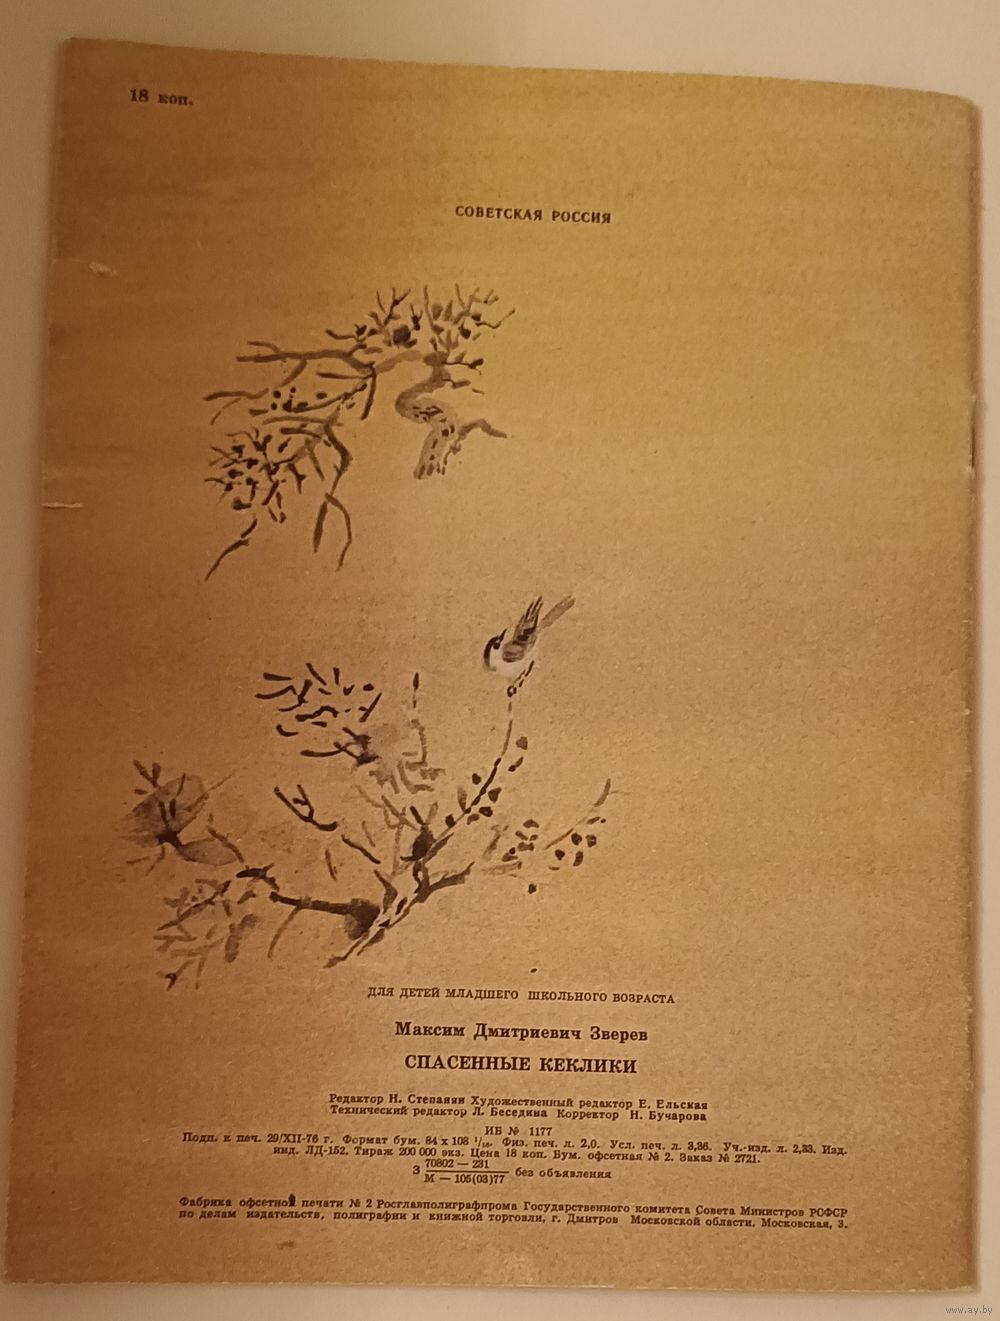 18 коп.
СОВЕТСКАЯ РОССИЯ
ДЛЯ ДЕТЕЙ МЛАДШЕГО ШКОЛЬНОГО ВОЗРАСТА
Максим Дмитриевич Зверев
СПАСЕННЫЕ КЕКЛИКИ
Редактор Н. Степанян Художественный редактор Е. Ельская
Технический редактор Л. Беседина Корректор Н. Бучарова
ИБ № 1177
Подп. к печ. 29/XII-76 г. Формат бум. 84 х 108 1/16. Физ. печ. л. 2,0. Усл. печ. л. 3,36. Уч.-изд. л. 2,33. Изд.
инд. ЛД-152. Тираж 200 000 экз. Цена 18 коп. Бум. офсетная № 2. Заказ № 2721.
70802 — 231
З без объявления
М — 105(03)77
Фабрика офсетной печати № 2 Росглавполиграфпрома Государственного комитета Совета Министров РСФСР
по делам издательств, полиграфии и книжной торговли, г. Дмитров Московской области, Московская, 3.
www.ay.by